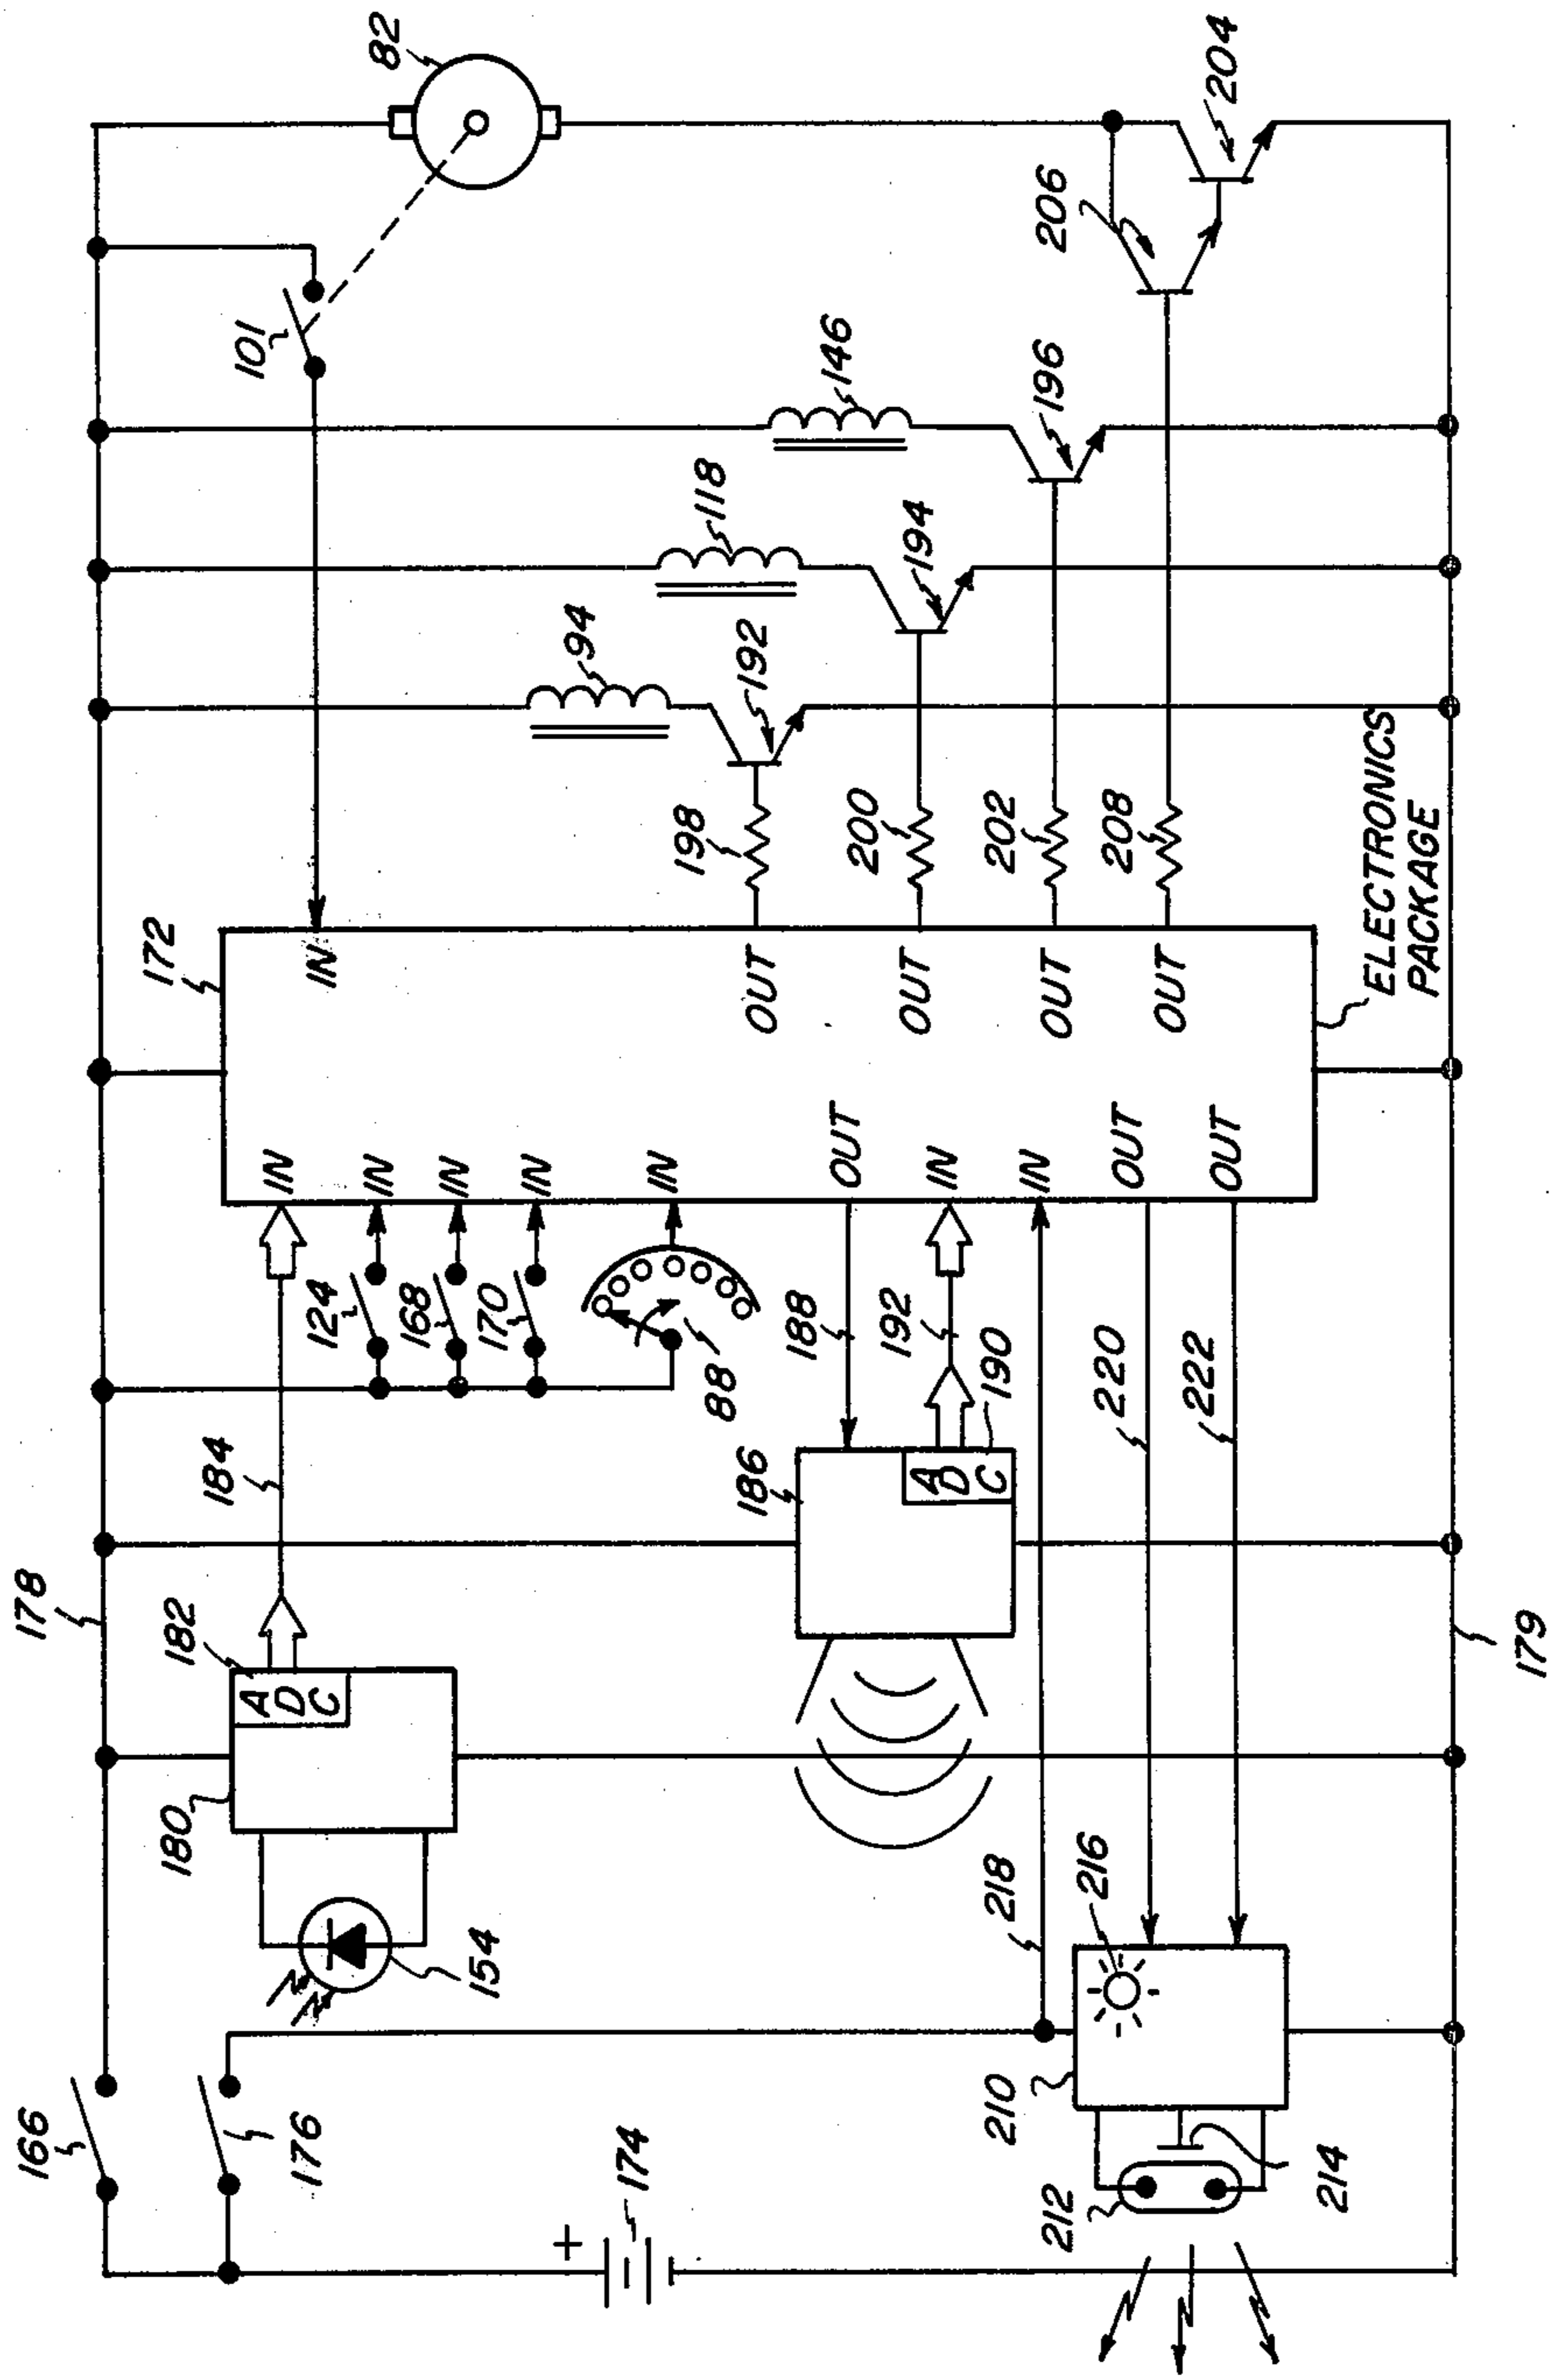 166
178
172
82
176
180
182
A
D
C
184
124
168
170
88
IN
IN
IN
IN
IN
IN
101
154
+
174
186
A
D
C
190
188
192
OUT
IN
IN
OUT
OUT
OUT
OUT
OUT
OUT
198
200
202
208
94
118
146
192
194
196
206
204
218
216
220
222
210
212
214
179
ELECTRONICS
PACKAGE